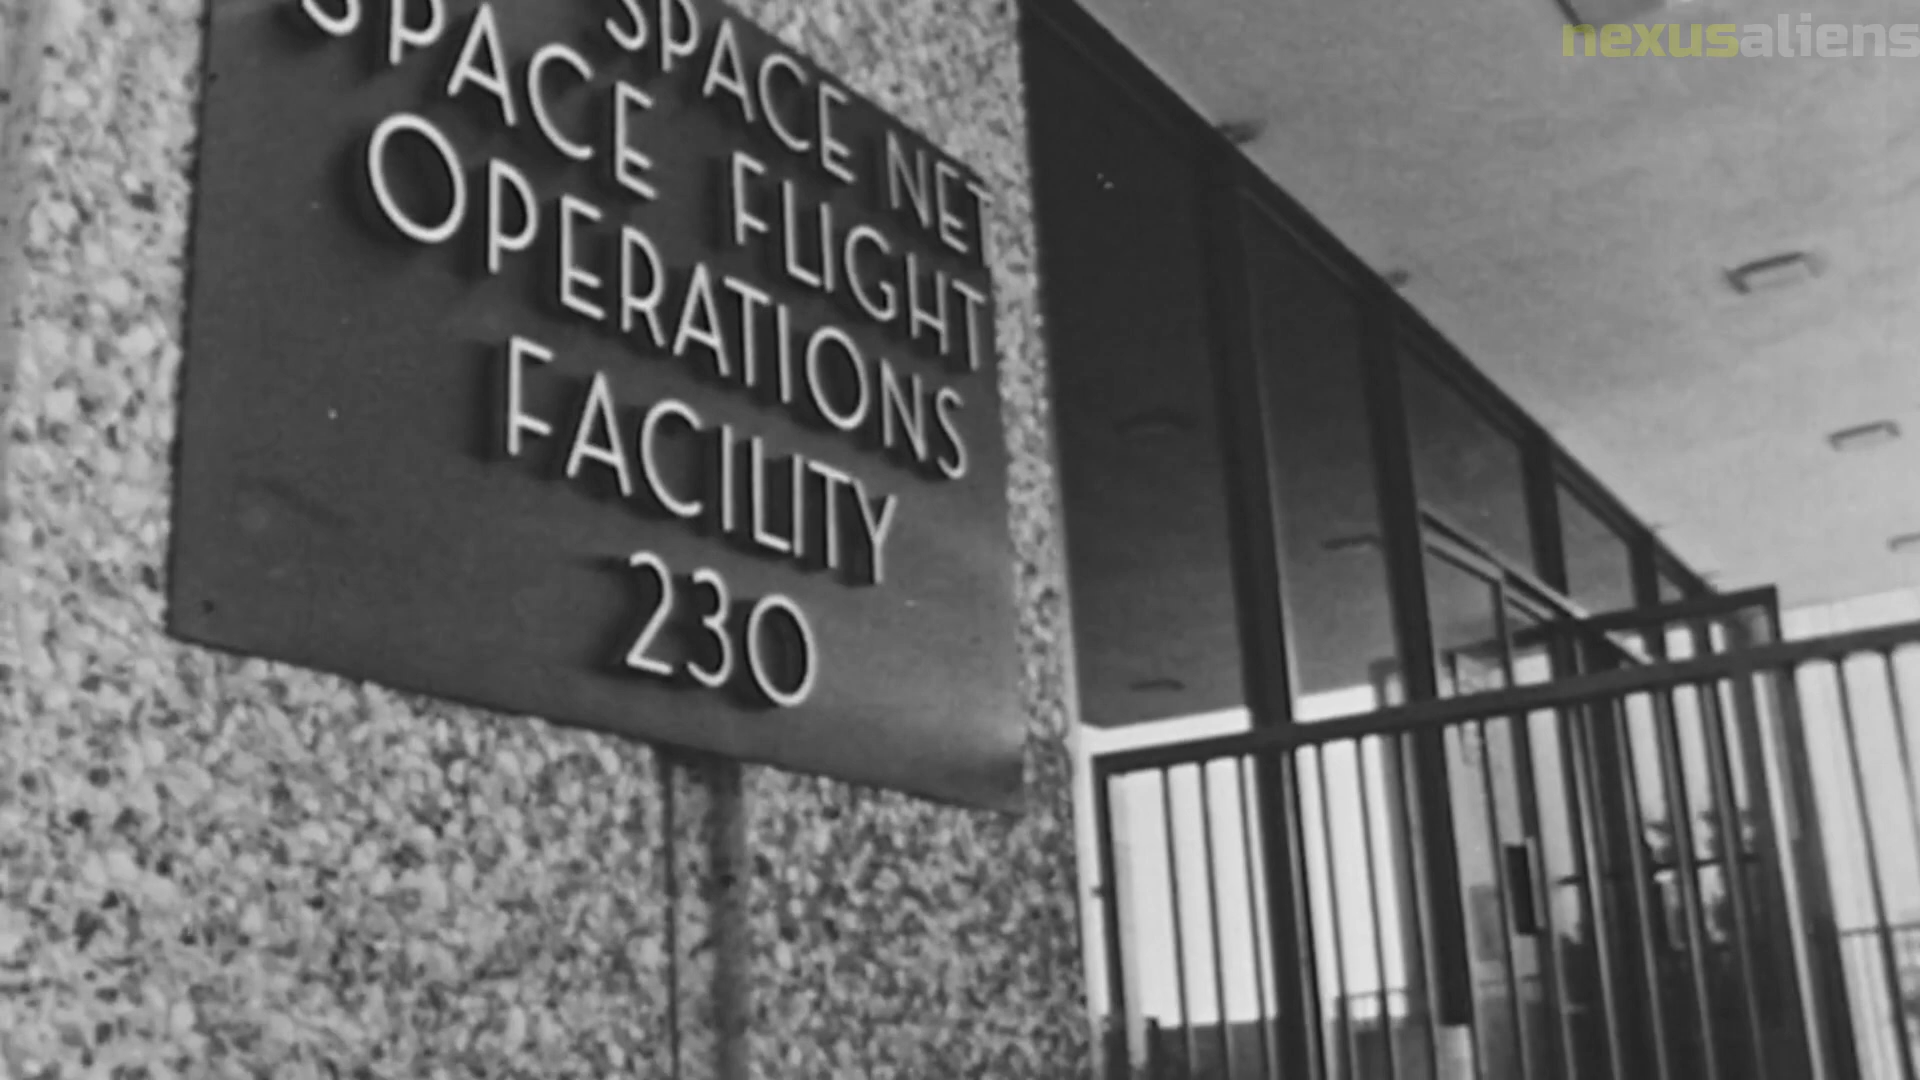 nexusaliens
SPACE NET
SPACE FLIGHT
OPERATIONS
FACILITY
230